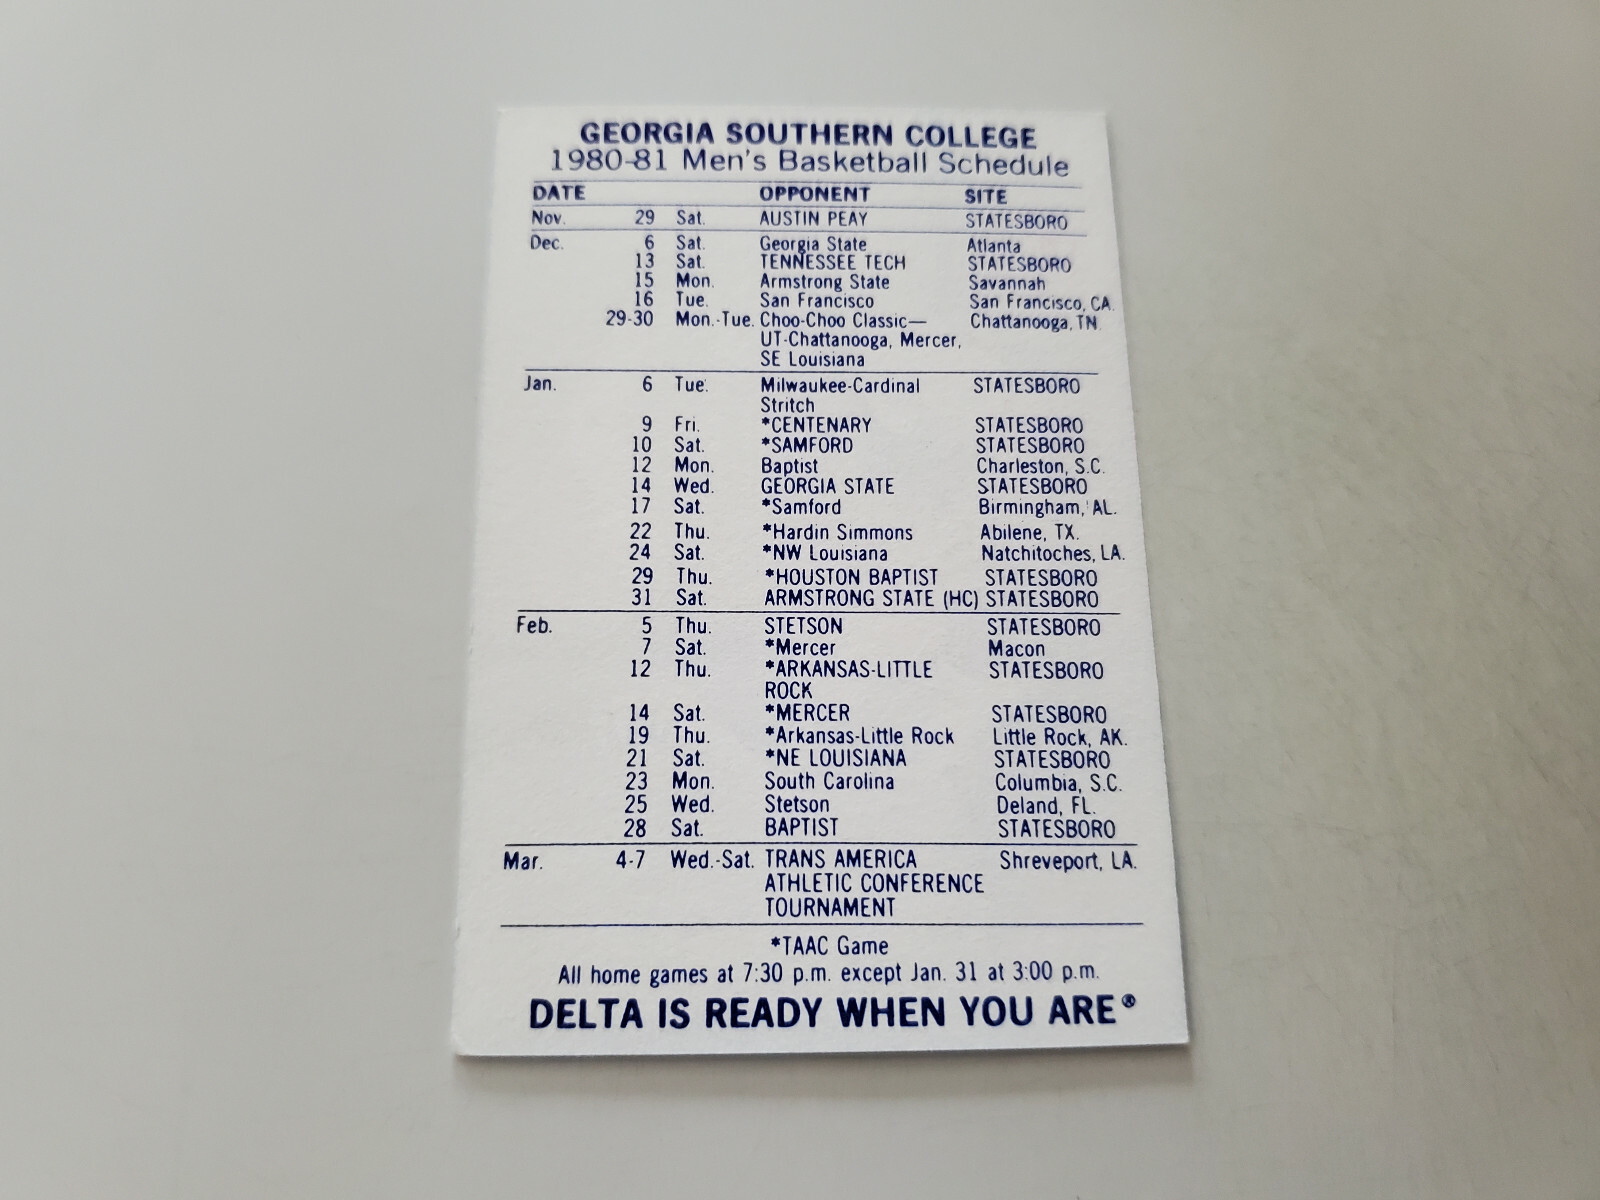 GEORGIA SOUTHERN COLLEGE
1980-81 Men's Basketball Schedule
DATE OPPONENT SITE
Nov. 29 Sat. AUSTIN PEAY STATESBORO
Dec. 6 Sat. Georgia State Atlanta
13 Sat. TENNESSEE TECH STATESBORO
15 Mon. Armstrong State Savannah
16 Tue. San Francisco San Francisco, CA.
29-30 Mon.-Tue. Choo-Choo Classic— Chattanooga, TN.
UT-Chattanooga, Mercer,
SE Louisiana
Jan. 6 Tue. Milwaukee-Cardinal STATESBORO
Stritch
9 Fri. *CENTENARY STATESBORO
10 Sat. *SAMFORD STATESBORO
12 Mon. Baptist Charleston, S.C.
14 Wed. GEORGIA STATE STATESBORO
17 Sat. *Samford Birmingham, AL.
22 Thu. *Hardin Simmons Abilene, TX.
24 Sat. *NW Louisiana Natchitoches, LA.
29 Thu. *HOUSTON BAPTIST STATESBORO
31 Sat. ARMSTRONG STATE (HC) STATESBORO
Feb. 5 Thu. STETSON STATESBORO
7 Sat. *Mercer Macon
12 Thu. *ARKANSAS-LITTLE STATESBORO
ROCK
14 Sat. *MERCER STATESBORO
19 Thu. *Arkansas-Little Rock Little Rock, AK.
21 Sat. *NE LOUISIANA STATESBORO
23 Mon. South Carolina Columbia, S.C.
25 Wed. Stetson Deland, FL.
28 Sat. BAPTIST STATESBORO
Mar. 4-7 Wed.-Sat. TRANS AMERICA Shreveport, LA.
ATHLETIC CONFERENCE
TOURNAMENT
*TAAC Game
All home games at 7:30 p.m. except Jan. 31 at 3:00 p.m.
DELTA IS READY WHEN YOU ARE®